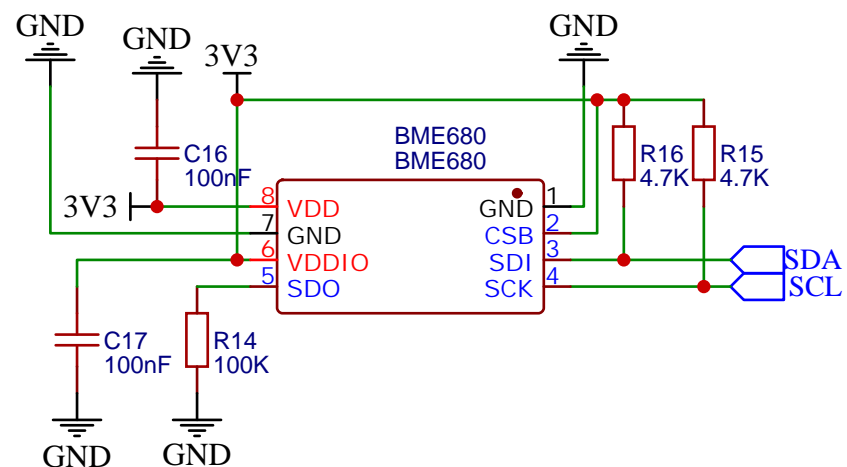 GND
GND
3V3
GND
C16
100nF
BME680
BME680
R16
4.7K
R15
4.7K
3V3
8
VDD
GND
1
7
GND
CSB
2
6
VDDIO
SDI
3
SDA
5
SDO
SCK
4
SCL
C17
100nF
R14
100K
GND
GND